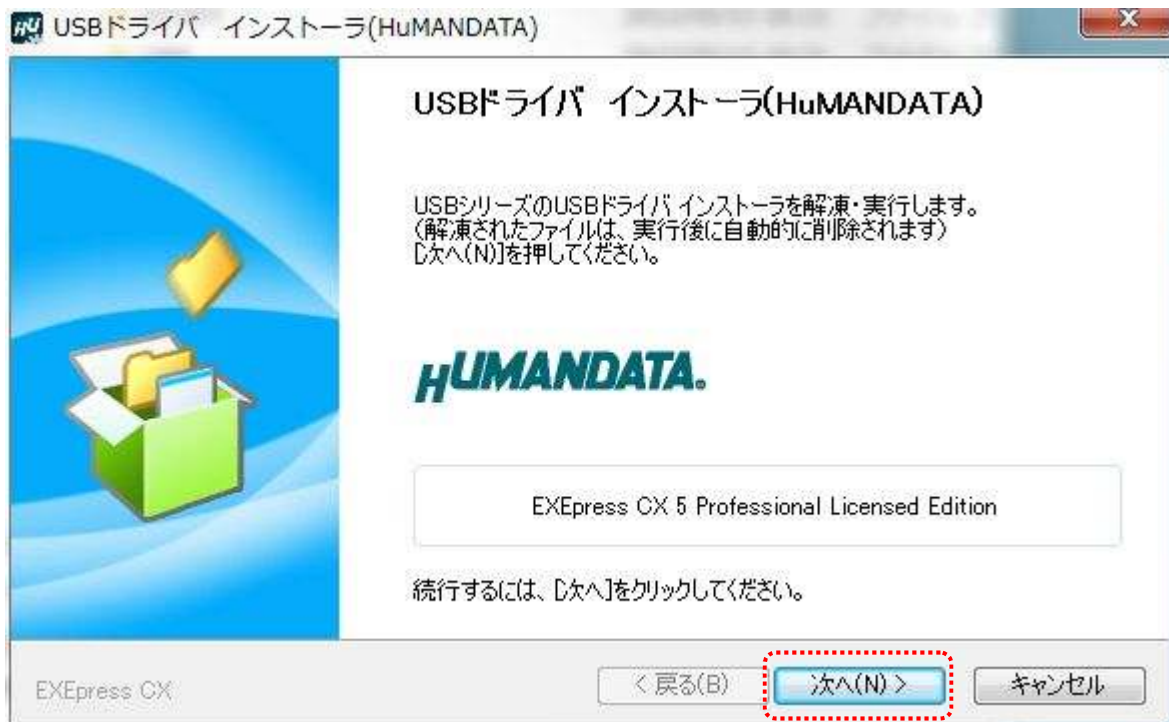 USBドライバ　インストーラ(HuMANDATA)
USBドライバ　インストーラ(HuMANDATA)
USBシリーズのUSBドライバ インストーラを解凍・実行します。
(解凍されたファイルは、実行後に自動的に削除されます)
[次へ(N)]を押してください。
HUMANDATA.
EXEpress CX 5 Professional Licensed Edition
続行するには、[次へ]をクリックしてください。
EXEpress CX
< 戻る(B)
次へ(N) >
キャンセル